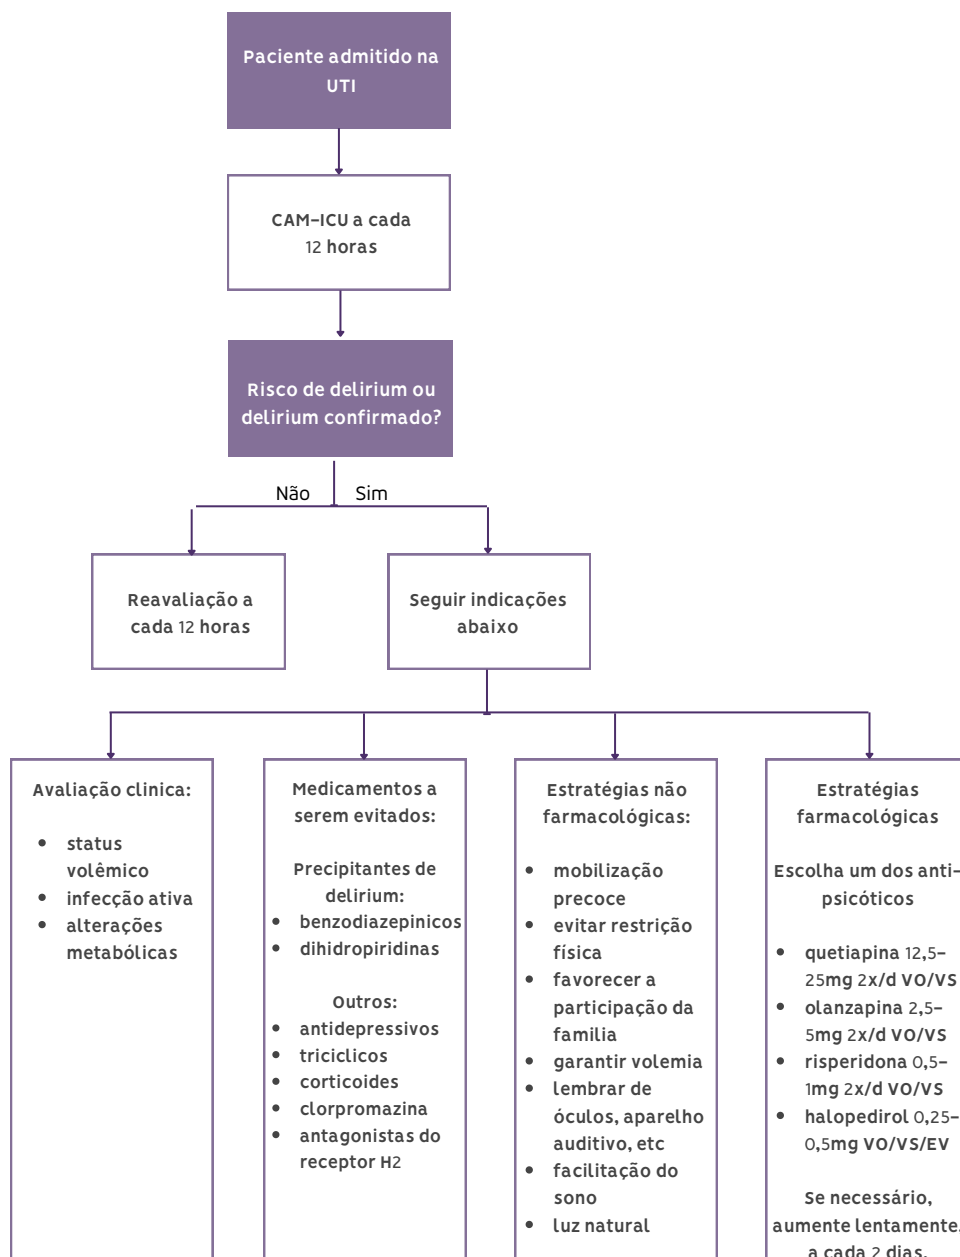 Paciente admitido na
UTI
CAM-ICU a cada
12 horas
Risco de delirium ou
delirium confirmado?
Não
Sim
Reavaliação a
cada 12 horas
Seguir indicações
abaixo
Avaliação clinica:
• status
volêmico
• infecção ativa
• alterações
metabólicas
Medicamentos a
serem evitados:
Precipitantes de
delirium:
• benzodiazepinicos
• dihidropiridinas
Outros:
• antidepressivos
• triciclicos
• corticoides
• clorpromazina
• antagonistas do
receptor H2
Estratégias não
farmacológicas:
• mobilização
precoce
• evitar restrição
física
• favorecer a
participação da
familia
• garantir volemia
• lembrar de
óculos, aparelho
auditivo, etc
• facilitação do
sono
• luz natural
Estratégias
farmacológicas
Escolha um dos anti-
psicóticos
• quetiapina 12,5-
25mg 2x/d VO/VS
• olanzapina 2,5-
5mg 2x/d VO/VS
• risperidona 0,5-
1mg 2x/d VO/VS
• halopedirol 0,25-
0,5mg VO/VS/EV
Se necessário,
aumente lentamente,
a cada 2 dias.